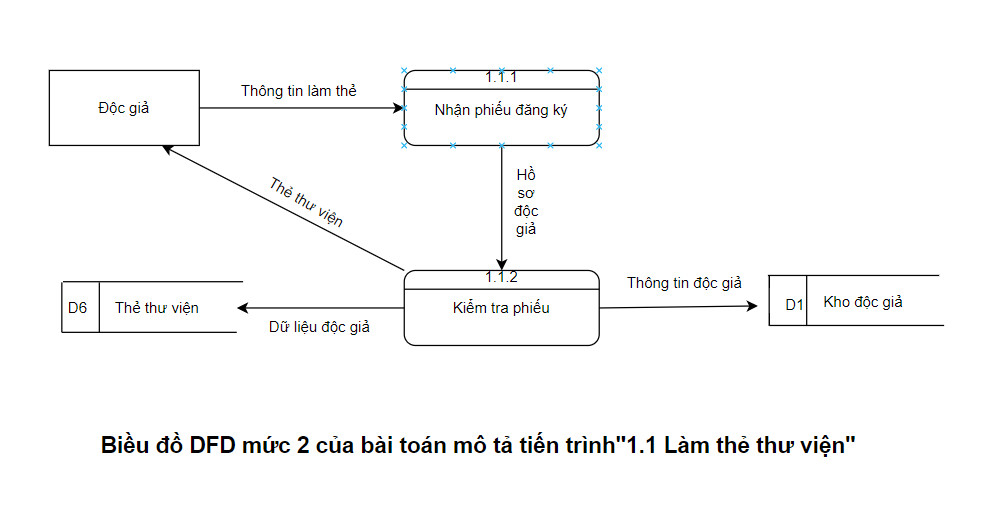 1.1.1
Độc giả
Thông tin làm thẻ
Nhận phiếu đăng ký
Hồ
sơ
độc
giả
Thẻ thư viện
1.1.2
Kiểm tra phiếu
D6
Thẻ thư viện
Dữ liệu độc giả
Thông tin độc giả
D1
Kho độc giả
Biều đồ DFD mức 2 của bài toán mô tả tiến trình"1.1 Làm thẻ thư viện"